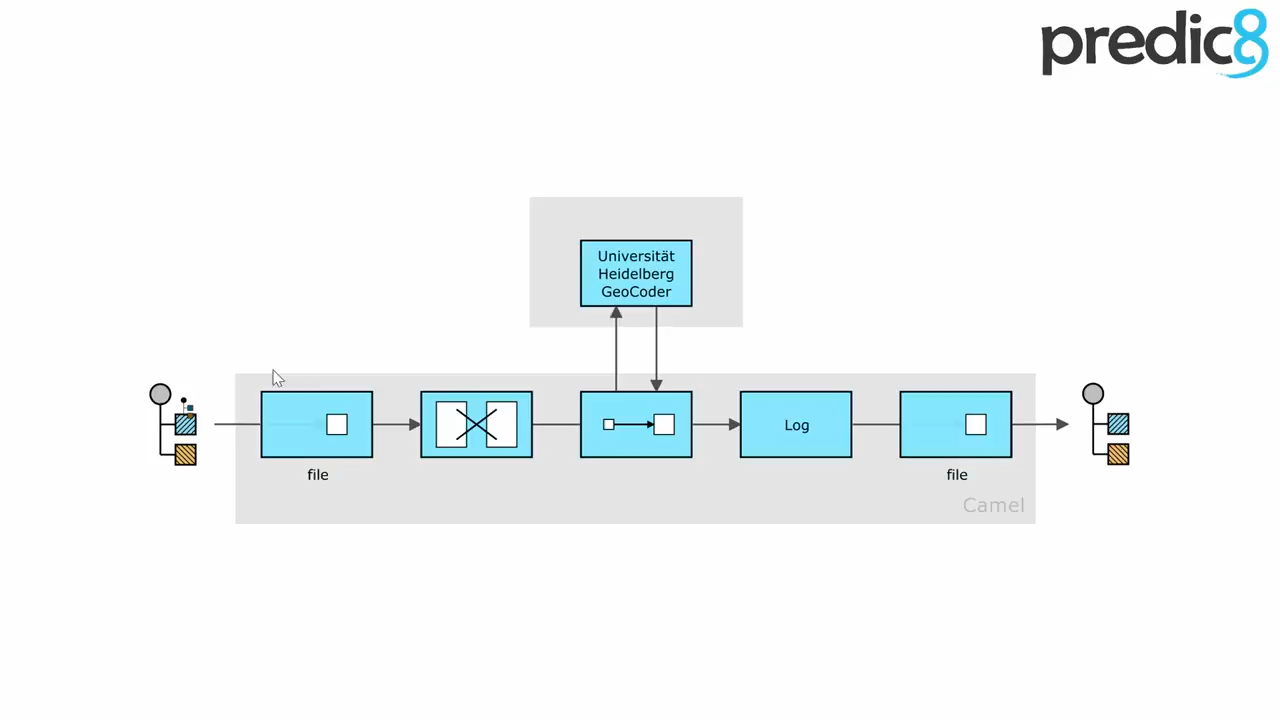 predic8
Universität
Heidelberg
GeoCoder
Log
file
file
Camel